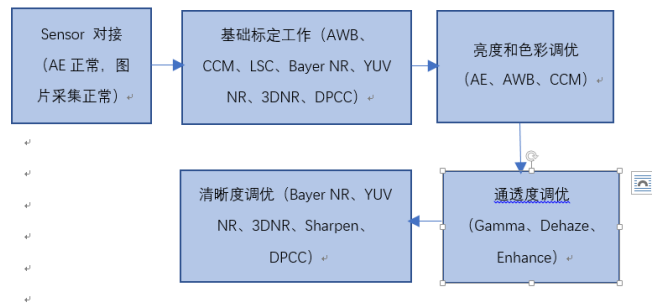 Sensor 对接
（AE 正常，图
片采集正常）
基础标定工作（AWB、
CCM、LSC、Bayer NR、YUV
NR、3DNR、DPCC）
亮度和色彩调优
（AE、AWB、CCM）
通透度调优
（Gamma、Dehaze、
Enhance）
清晰度调优（Bayer NR、YUV
NR、3DNR、Sharpen、
DPCC）